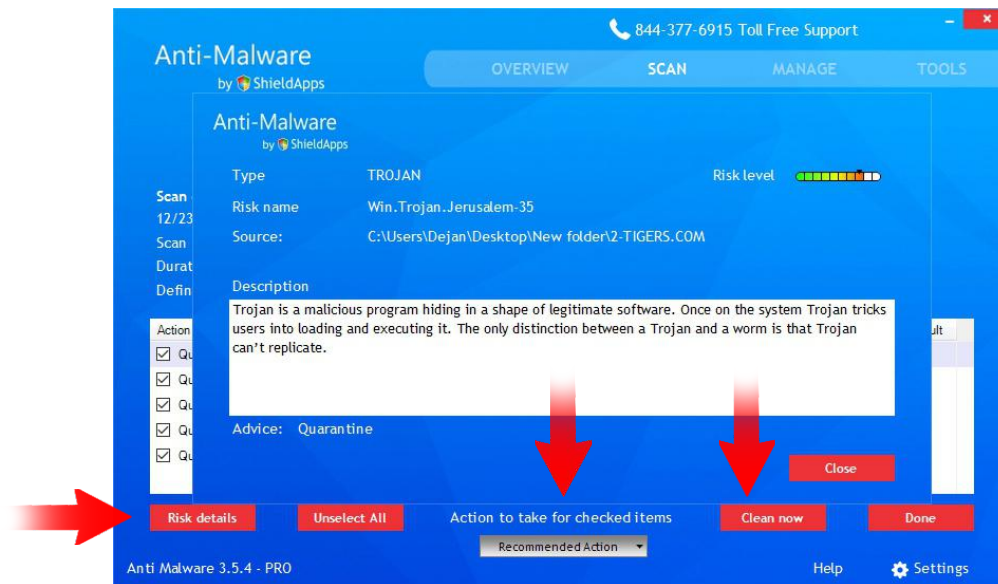 844-377-6915 Toll Free Support
Anti-Malware
by ShieldApps
OVERVIEW SCAN MANAGE TOOLS
Anti-Malware
by ShieldApps
Type TROJAN Risk level
Scan
12/23
Risk name Win.Trojan.Jerusalem-35
Scan
Source: C:\Users\Dejan\Desktop\New folder\2-TIGERS.COM
Durat
Defin
Description
Trojan is a malicious program hiding in a shape of legitimate software. Once on the system Trojan tricks
users into loading and executing it. The only distinction between a Trojan and a worm is that Trojan
can't replicate.
Action ult
Qu
Qu
Qu
Qu
Qu
Advice: Quarantine
Close
Risk details Unselect All Action to take for checked items Clean now Done
Recommended Action
Anti Malware 3.5.4 - PRO Help Settings